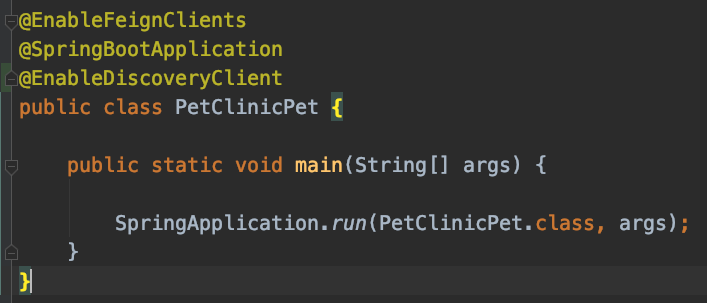 @EnableFeignClients
@SpringBootApplication
@EnableDiscoveryClient
public class PetClinicPet {
public static void main(String[] args) {
SpringApplication.run(PetClinicPet.class, args);
}
}